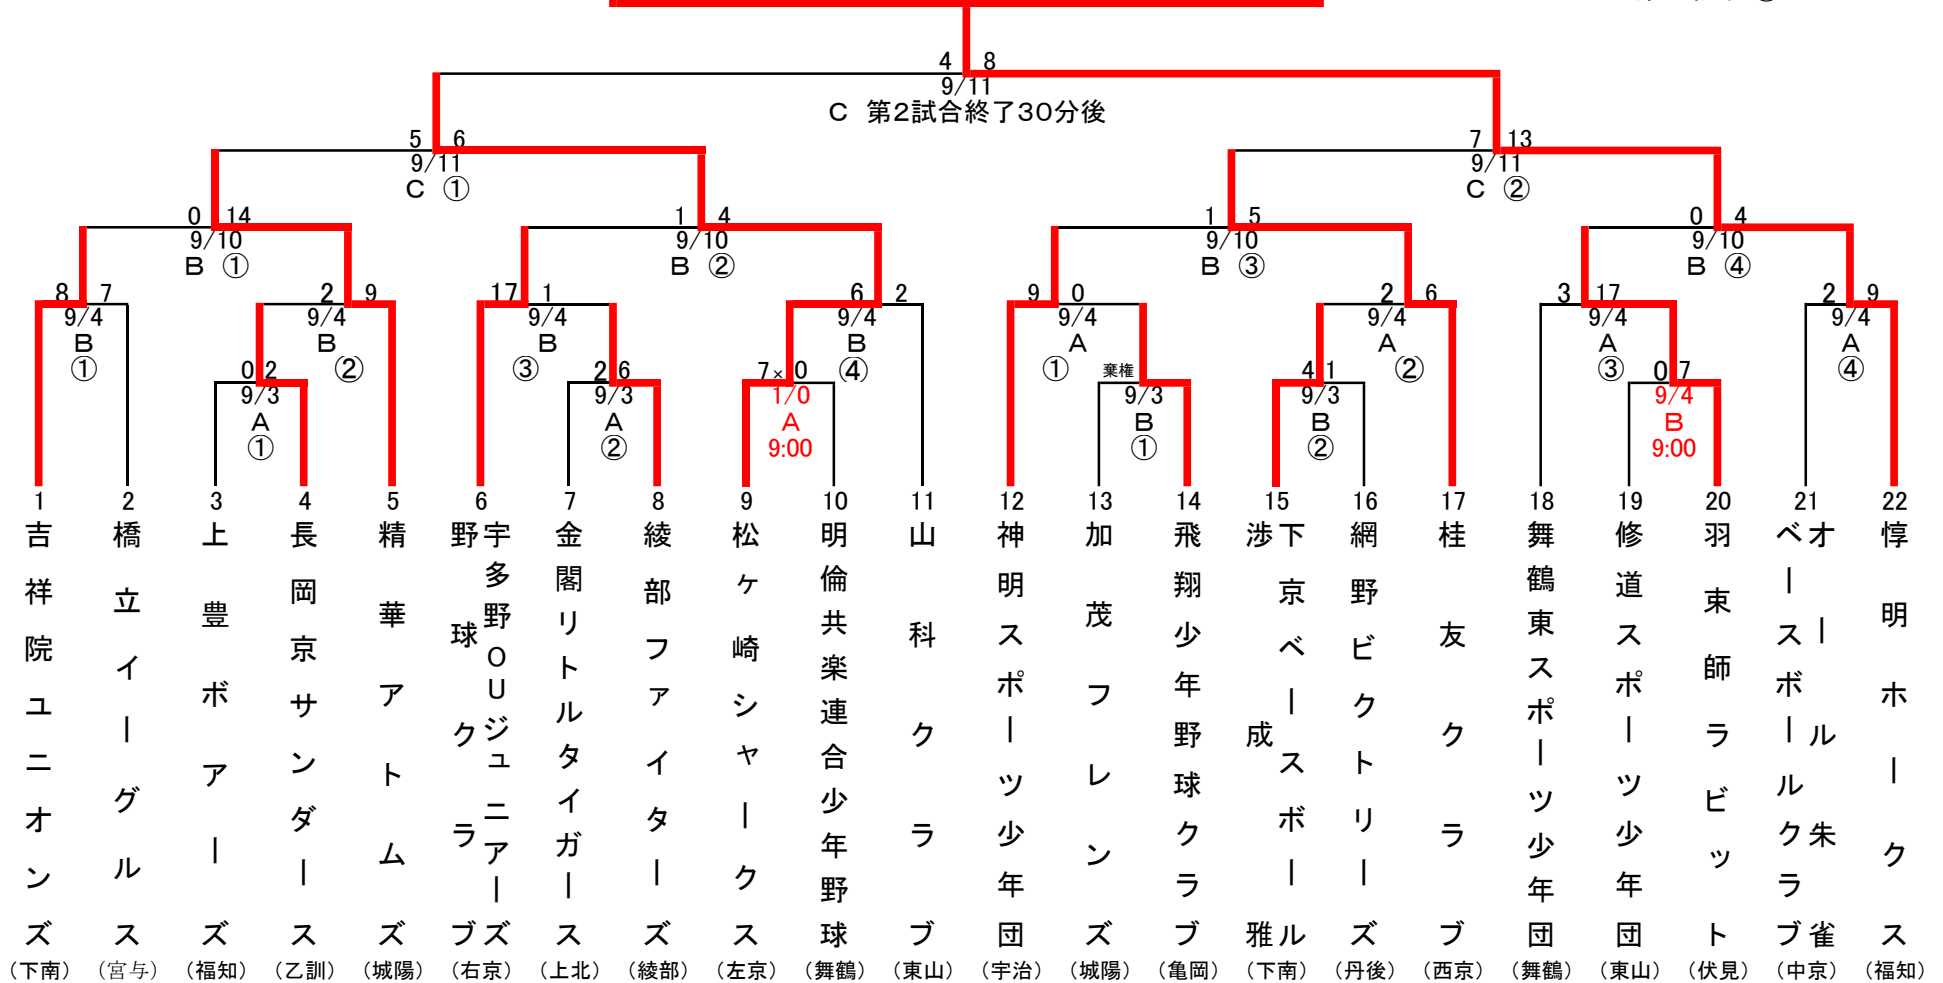 4 8
9/11
C 第2試合終了30分後
5 6
9/11
C ①
7 13
9/11
C ②
0 14
9/10
B ①
1 4
9/10
B ②
1 5
9/10
B ③
0 4
9/10
B ④
8 7
9/4
B
①
2 9
9/4
B
②
17 1
9/4
B
③
6 2
9/4
B
④
9 0
9/4
A
①
2 6
9/4
A
②
3 17
9/4
A
③
2 9
9/4
A
④
0 2
9/3
A
①
2 6
9/3
A
②
7× 0
1/0
A
9:00
棄権
9/3
B
①
4 1
9/3
B
②
0 7
9/4
B
9:00
1
吉祥院ユニオンズ
(下南)
2
橋立イーグルス
(宮与)
3
上豊ボアーズ
(福知)
4
長岡京サンダース
(乙訓)
5
精華アトムズ
(城陽)
6
宇多野OUジュニアーズ
野球クラブ
(右京)
7
金閣リトルタイガース
(上北)
8
綾部ファイターズ
(綾部)
9
松ヶ崎シャークス
(左京)
10
明倫共楽連合少年野球
(舞鶴)
11
山科クラブ
(東山)
12
神明スポーツ少年団
(宇治)
13
加茂フレンズ
(城陽)
14
飛翔少年野球クラブ
(亀岡)
15
下京ベースボール
渉成雅
(下南)
16
網野ビクトリーズ
(丹後)
17
桂友クラブ
(西京)
18
舞鶴東スポーツ少年団
(舞鶴)
19
修道スポーツ少年団
(東山)
20
羽束師ラビット
(伏見)
21
オール朱雀
ベースボールクラブ
(中京)
22
惇明ホークス
(福知)